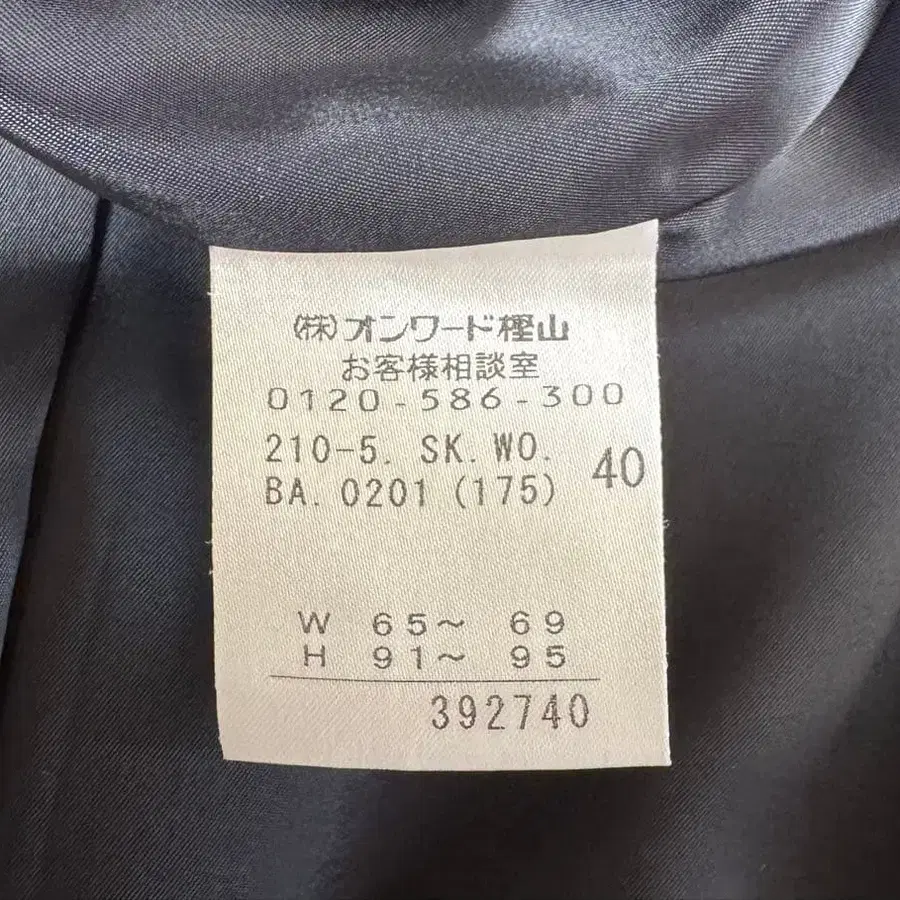 (株)オンワード樫山
お客様相談室
0120-586-300
210-5. SK. WO.
BA. 0201 (175) 40
W 65～ 69
H 91～ 95
392740